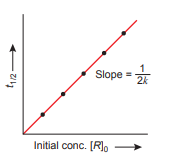 t1/2 →
Slope = 1/2k
Initial conc. [R]0 →